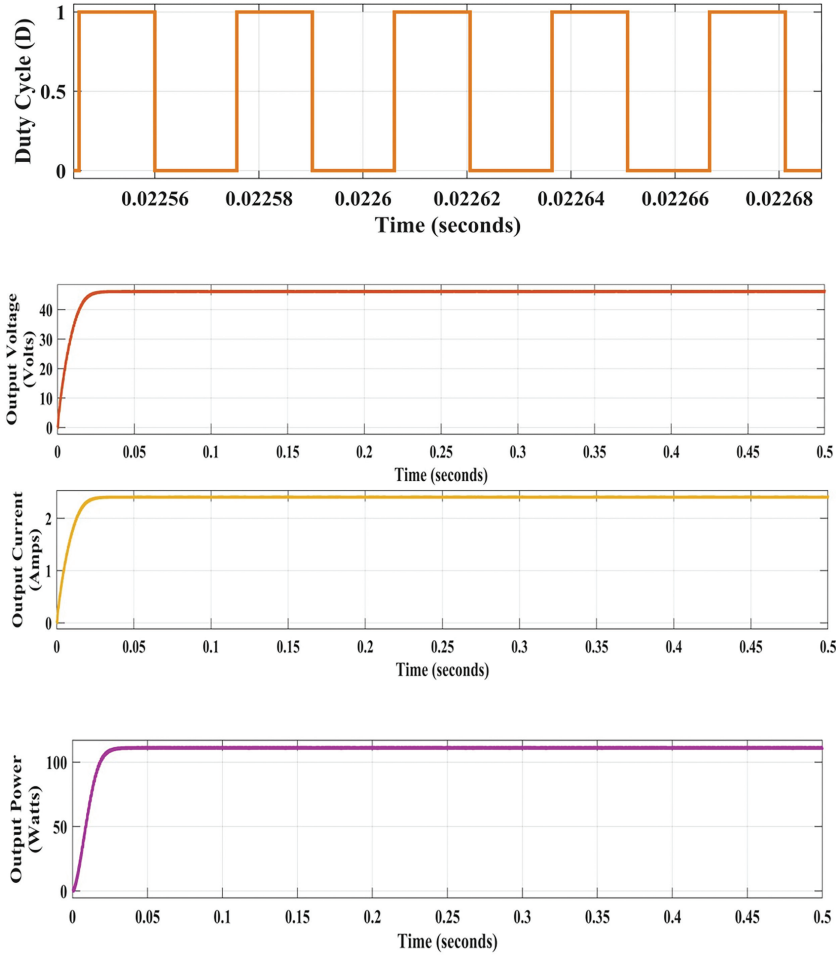 Duty Cycle (D)
1
0.5
0
0.02256 0.02258 0.0226 0.02262 0.02264 0.02266 0.02268
Time (seconds)
Output Voltage
(Volts)
40
30
20
10
0
0 0.05 0.1 0.15 0.2 0.25 0.3 0.35 0.4 0.45 0.5
Time (seconds)
Output Current
(Amps)
2
1
0
0 0.05 0.1 0.15 0.2 0.25 0.3 0.35 0.4 0.45 0.5
Time (seconds)
Output Power
(Watts)
100
50
0
0 0.05 0.1 0.15 0.2 0.25 0.3 0.35 0.4 0.45 0.5
Time (seconds)